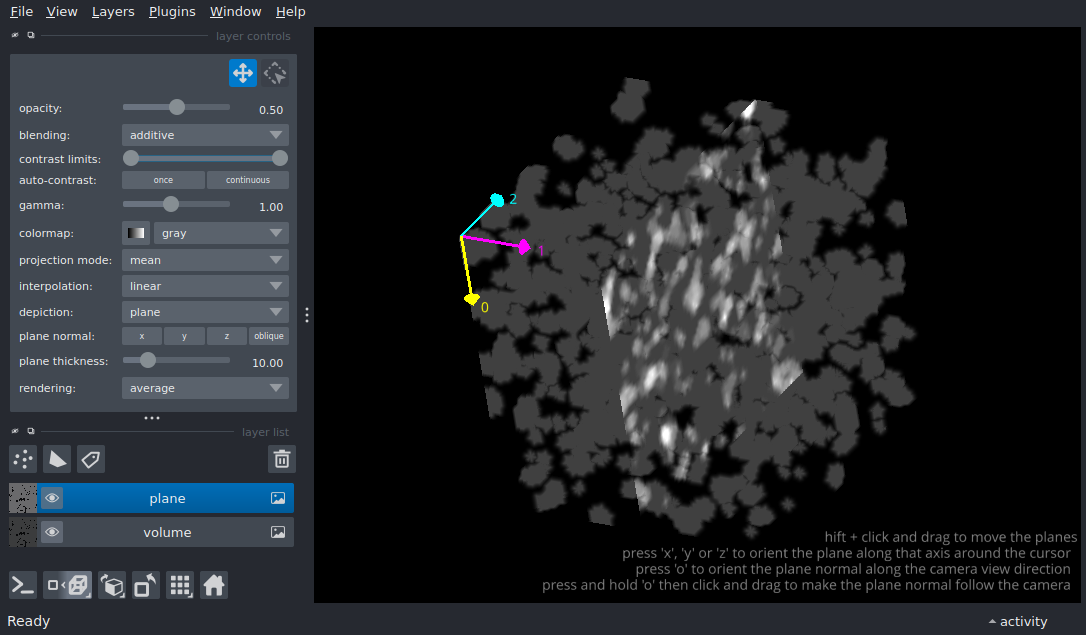 File View Layers Plugins Window Help
layer controls
opacity: 0.50
blending: additive
contrast limits:
auto-contrast: once continuous
gamma: 1.00
colormap: gray
projection mode: mean
interpolation: linear
depiction: plane
plane normal: x y z oblique
plane thickness: 10.00
rendering: average
layer list
plane
volume
2
1
0
hift + click and drag to move the planes
press 'x', 'y' or 'z' to orient the plane along that axis around the cursor
press 'o' to orient the plane normal along the camera view direction
press and hold 'o' then click and drag to make the plane normal follow the camera
Ready
activity